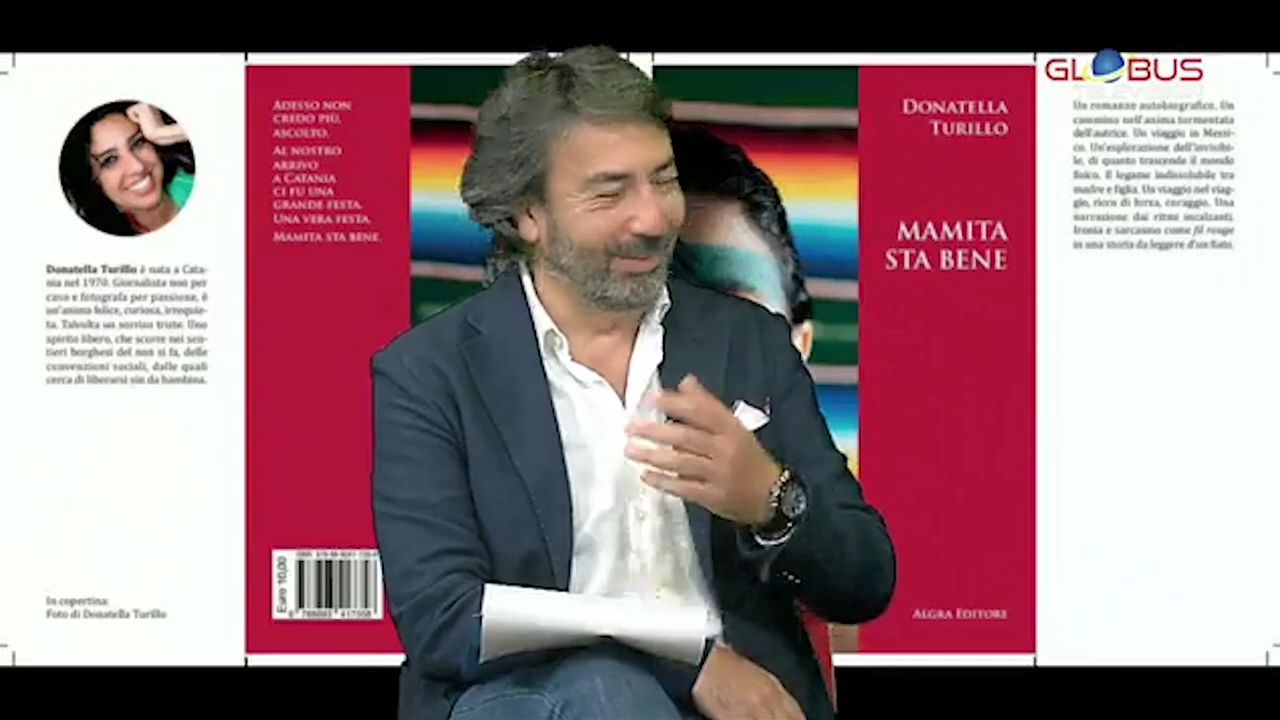 GLOBUS
TELEVISION
Donatella Turillo è nata a Cata-
nia nel 1970. Giornalista non per
caso e fotografa per passione, è
un'anima felice, curiosa, irrequie-
ta. Talvolta un sorriso triste. Uno
spirito libero, che scorre nei sen-
tieri borghesi del non si fa, delle
convenzioni sociali, dalle quali
cerca di liberarsi sin da bambina.
In copertina:
Foto di Donatella Turillo
Adesso non
credo più,
ascolto.
Al nostro
arrivo
a Catania
ci fu una
grande festa.
Una vera festa.
Mamita sta bene.
Euro 10,00
Donatella
Turillo
MAMITA
STA BENE
Algra Editore
Un romanzo autobiografico. Un
cammino nell'anima tormentata
dell'autrice. Un viaggio in Messi-
co. Un'esplorazione dell'invisibi-
le, di quanto trascende il mondo
fisico. Il legame indissolubile tra
madre e figlia. Un viaggio nel viag-
gio, ricco di forza, coraggio. Una
narrazione dai ritmi incalzanti.
Ironia e sarcasmo come fil rouge
in una storia da leggere d'un fiato.